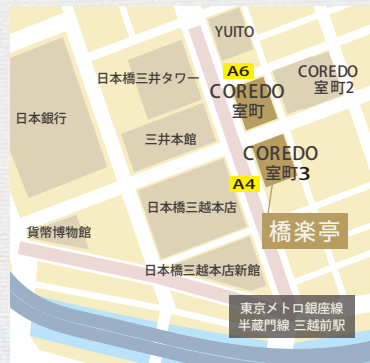 YUITO
A6
COREDO
室町2
日本橋三井タワー
COREDO
室町
日本銀行
三井本館
COREDO
室町3
A4
日本橋三越本店
橋楽亭
貨幣博物館
日本橋三越本店新館
東京メトロ銀座線
半蔵門線 三越前駅